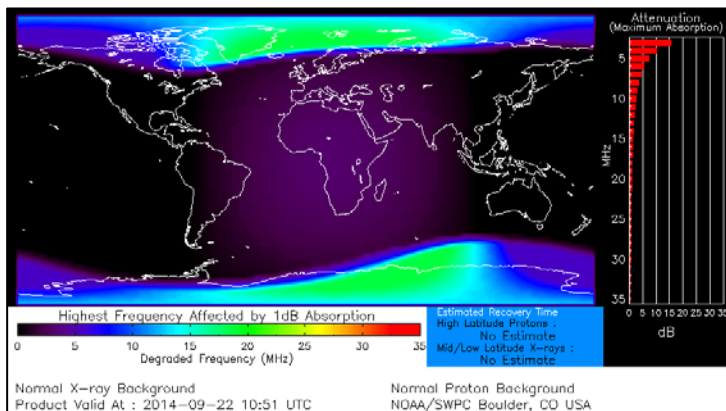 Attenuation
(Maximum Absorption)
5
10
15
20
25
30
35
MHz
0 5 10 15 20 25 30 35
dB
Highest Frequency Affected by 1dB Absorption
0 5 10 15 20 25 30 35
Degraded Frequency (MHz)
Estimated Recovery Time
High Latitude Protons :
No Estimate
Mid/Low Latitude X-rays :
No Estimate
Normal X-ray Background
Normal Proton Background
Product Valid At : 2014-09-22 10:51 UTC
NOAA/SWPC Boulder, CO USA